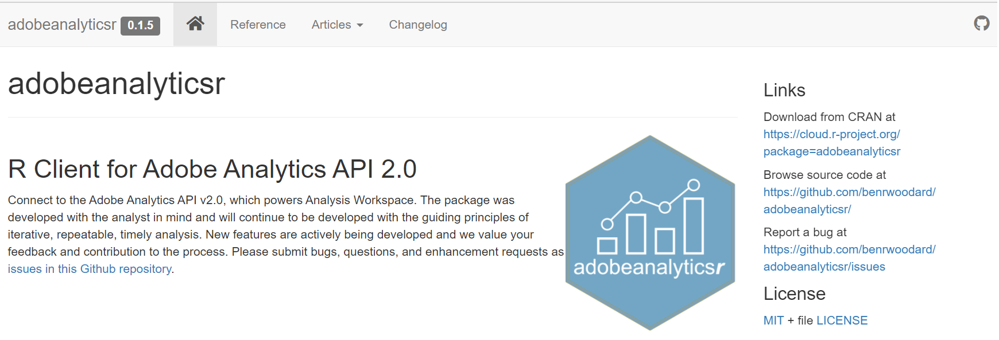 adobeanalyticsr 0.1.5 Reference Articles Changelog
adobeanalyticsr
R Client for Adobe Analytics API 2.0
Connect to the Adobe Analytics API v2.0, which powers Analysis Workspace. The package was
developed with the analyst in mind and will continue to be developed with the guiding principles of
iterative, repeatable, timely analysis. New features are actively being developed and we value your
feedback and contribution to the process. Please submit bugs, questions, and enhancement requests as
issues in this Github repository.
adobeanalyticsr
Links
Download from CRAN at
https://cloud.r-project.org/
package=adobeanalyticsr
Browse source code at
https://github.com/benrwoodard/
adobeanalyticsr/
Report a bug at
https://github.com/benrwoodard/
adobeanalyticsr/issues
License
MIT + file LICENSE